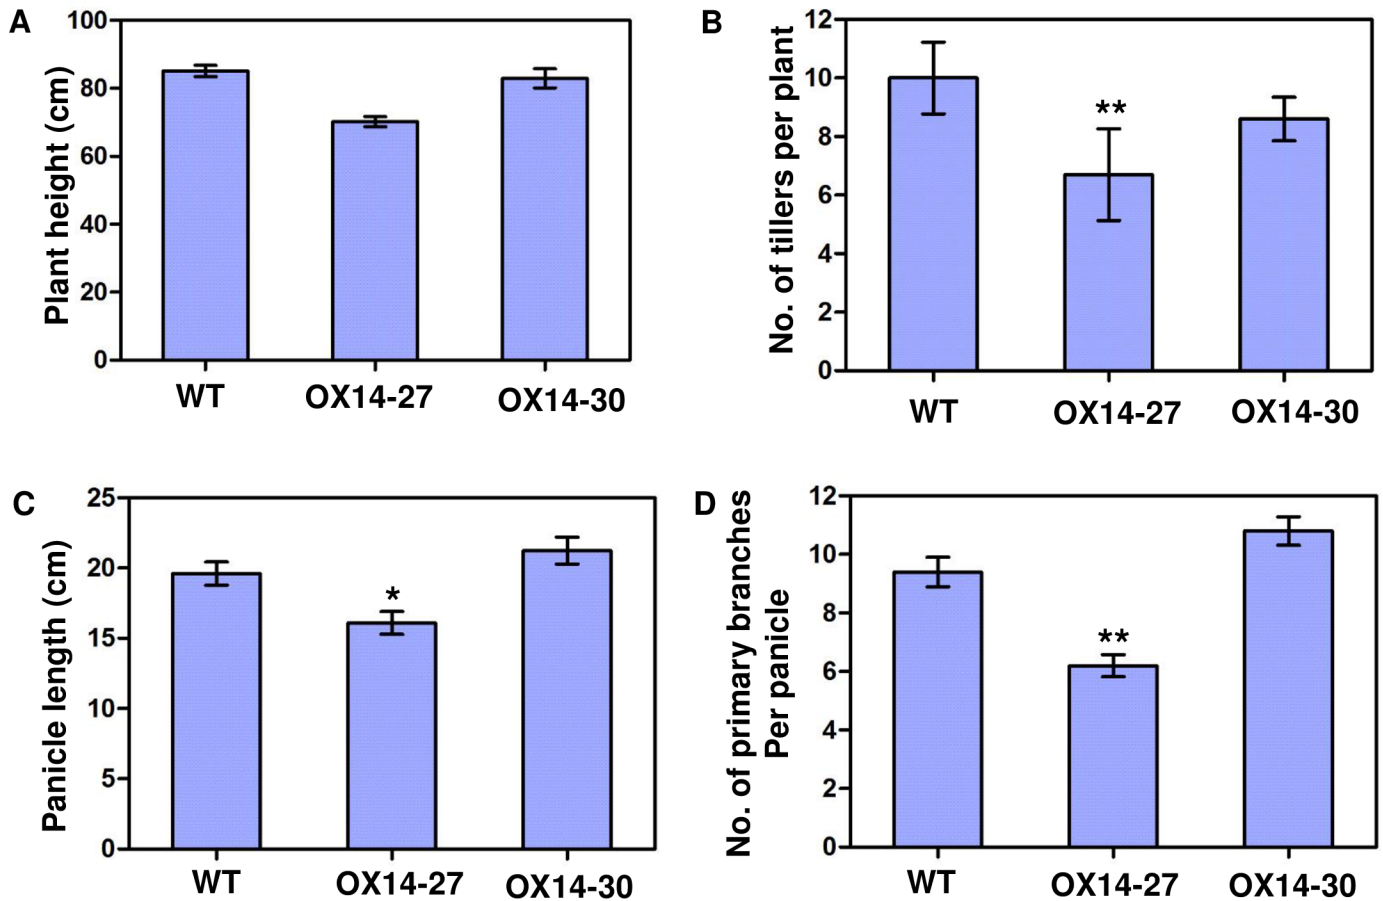 A
Plant height (cm)
100
80
60
40
20
0
WT
OX14-27
OX14-30
B
No. of tillers per plant
12
10
8
6
4
2
0
**
WT
OX14-27
OX14-30
C
Panicle length (cm)
25
20
15
10
5
0
*
WT
OX14-27
OX14-30
D
No. of primary branches
Per panicle
12
10
8
6
4
2
0
**
WT
OX14-27
OX14-30